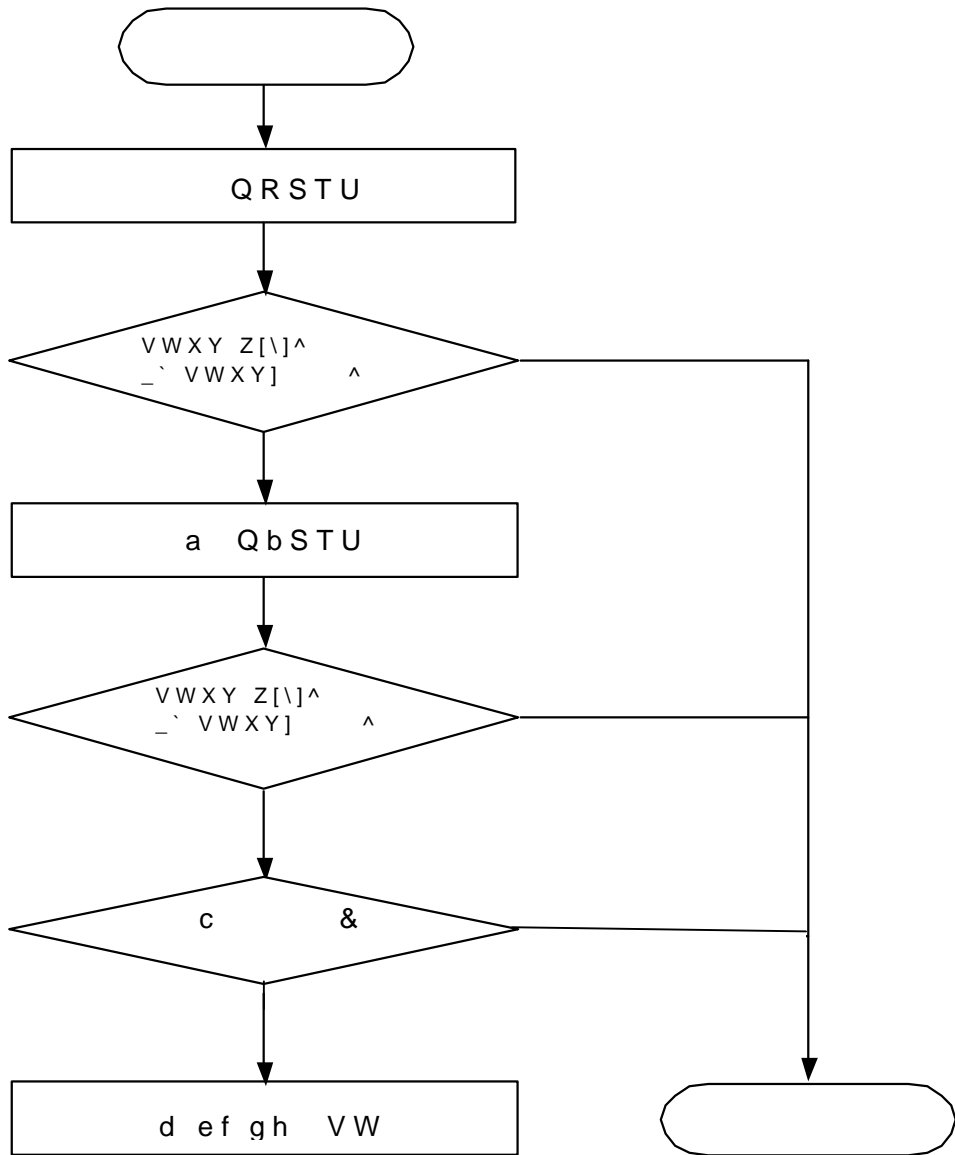 QRSTU
VWXY Z[\]^
_` VWXY] ^
a QbSTU
VWXY Z[\]^
_` VWXY] ^
c &
d ef gh VW